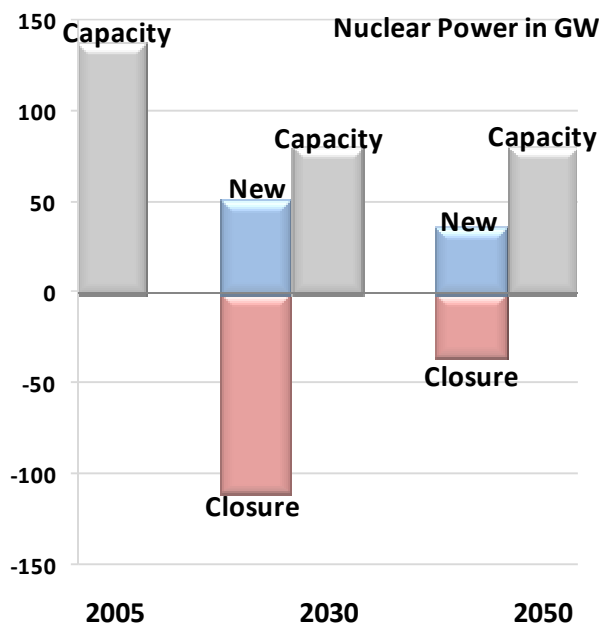 150
Nuclear Power in GW
Capacity
100
Capacity
Capacity
New
50
New
0
-50
Closure
-100
Closure
-150
2005
2030
2050